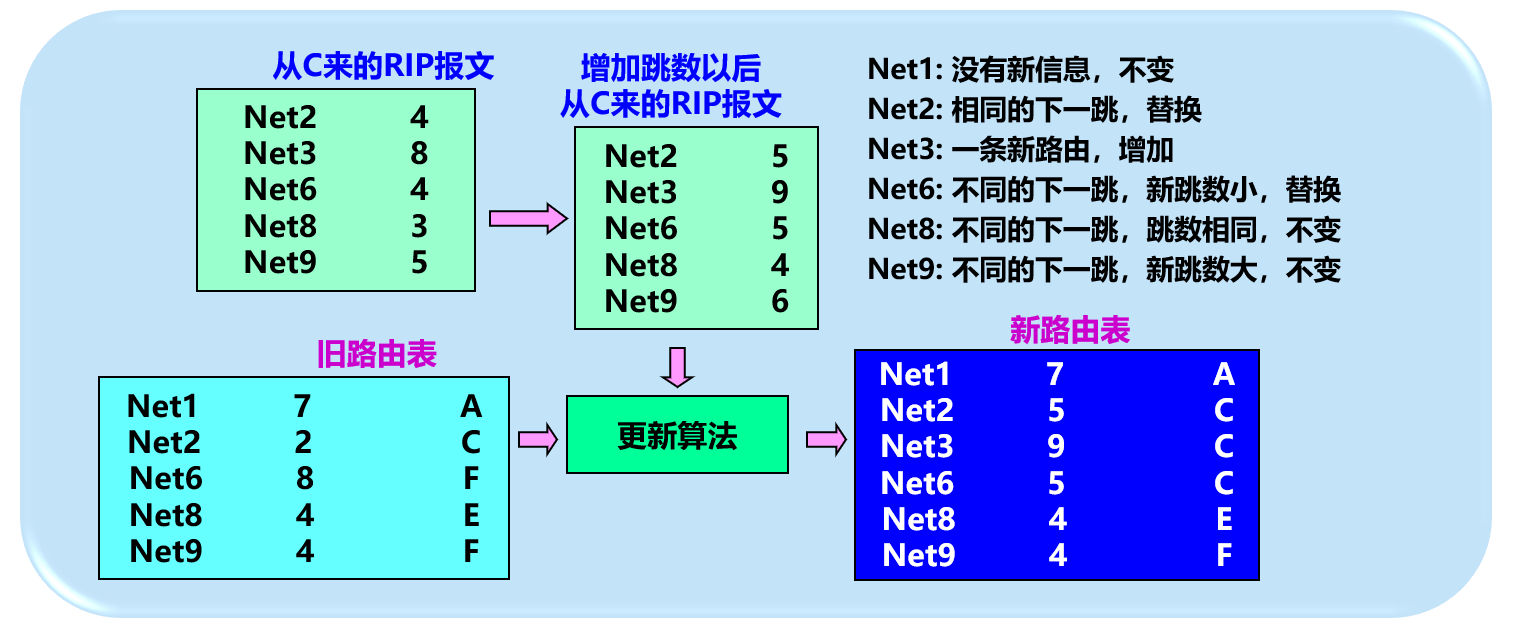 从C来的RIP报文
Net2 4
Net3 8
Net6 4
Net8 3
Net9 5
增加跳数以后
从C来的RIP报文
Net2 5
Net3 9
Net6 5
Net8 4
Net9 6
Net1: 没有新信息，不变
Net2: 相同的下一跳，替换
Net3: 一条新路由，增加
Net6: 不同的下一跳，新跳数小，替换
Net8: 不同的下一跳，跳数相同，不变
Net9: 不同的下一跳，新跳数大，不变
旧路由表
Net1 7 A
Net2 2 C
Net6 8 F
Net8 4 E
Net9 4 F
更新算法
新路由表
Net1 7 A
Net2 5 C
Net3 9 C
Net6 5 C
Net8 4 E
Net9 4 F